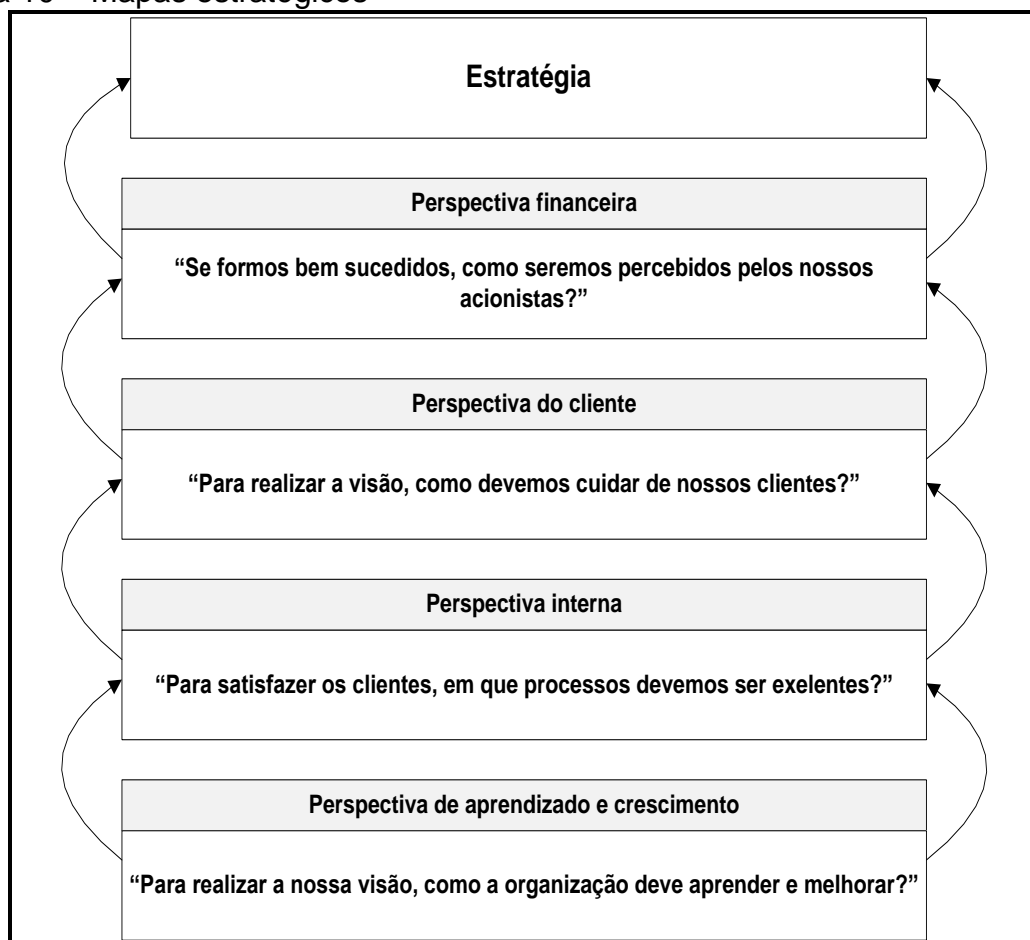 Mapas estratégicos
Estratégia
Perspectiva financeira
“Se formos bem sucedidos, como seremos percebidos pelos nossos
acionistas?”
Perspectiva do cliente
“Para realizar a visão, como devemos cuidar de nossos clientes?”
Perspectiva interna
“Para satisfazer os clientes, em que processos devemos ser exelentes?”
Perspectiva de aprendizado e crescimento
“Para realizar a nossa visão, como a organização deve aprender e melhorar?”